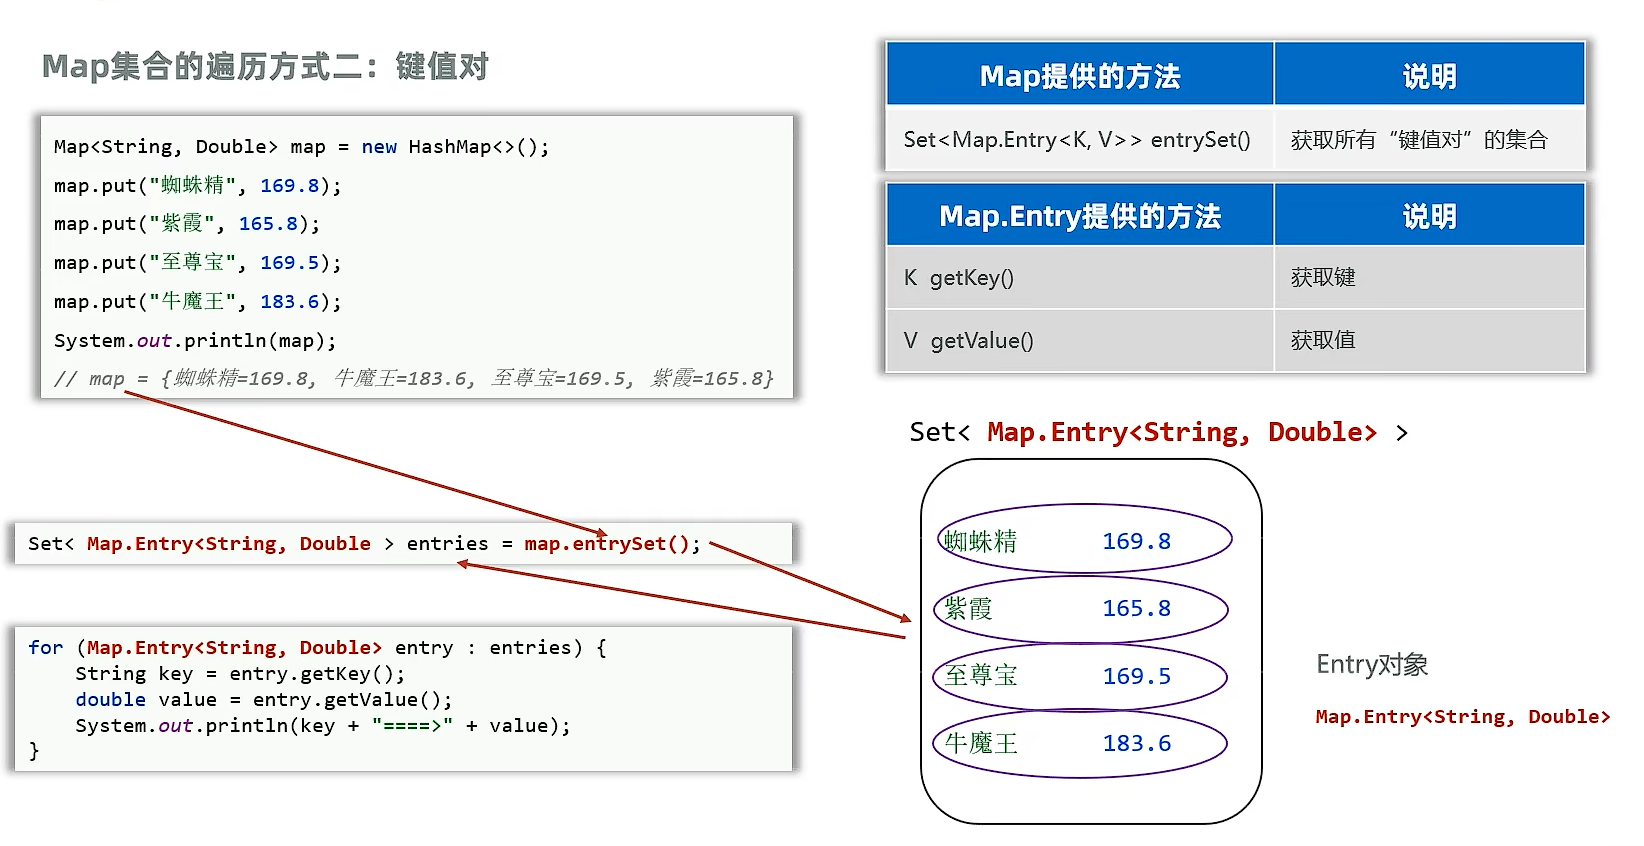 Map集合的遍历方式二：键值对
Map<String, Double> map = new HashMap<>();
map.put("蜘蛛精", 169.8);
map.put("紫霞", 165.8);
map.put("至尊宝", 169.5);
map.put("牛魔王", 183.6);
System.out.println(map);
// map = {蜘蛛精=169.8, 牛魔王=183.6, 至尊宝=169.5, 紫霞=165.8}
Set< Map.Entry<String, Double > entries = map.entrySet();
for (Map.Entry<String, Double> entry : entries) {
    String key = entry.getKey();
    double value = entry.getValue();
    System.out.println(key + "====>" + value);
}
Map提供的方法 说明
Set<Map.Entry<K, V>> entrySet() 获取所有“键值对”的集合
Map.Entry提供的方法 说明
K getKey() 获取键
V getValue() 获取值
Set< Map.Entry<String, Double> >
蜘蛛精 169.8
紫霞 165.8
至尊宝 169.5
牛魔王 183.6
Entry对象
Map.Entry<String, Double>